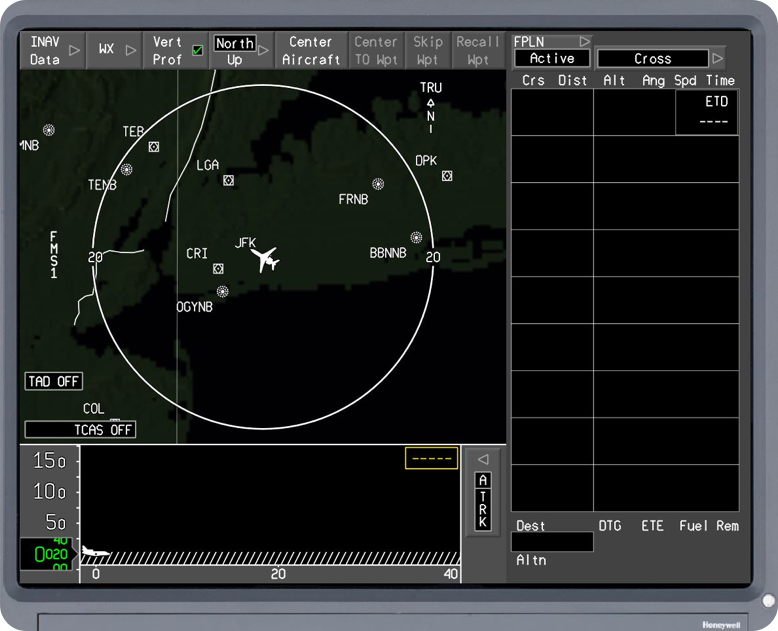 INAV
Data
WX
Vert
Prof
North
Up
Center
Aircraft
Center
TO Wpt
Skip
Wpt
Recall
Wpt
FPLN
Active
Cross
Crs Dist Alt Ang Spd Time
ETD
----
TRU
N
TEB
MNB
LGA
DPK
TENB
FRNB
F
M
S
1
CRI
JFK
20
20
BBNNB
OGYNB
TAD OFF
COL
TCAS OFF
150
100
50
40
0020
00
-----
A
T
R
K
0 20 40
Dest DTG ETE Fuel Rem
Altn
Honeywell